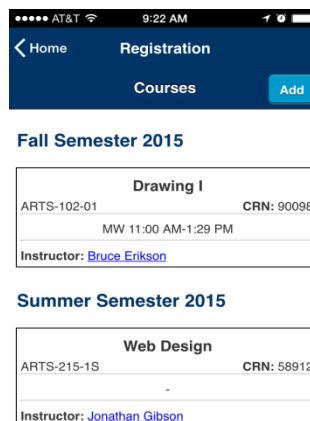 AT&T 9:22 AM
Home Registration
Courses Add
Fall Semester 2015
Drawing I
ARTS-102-01 CRN: 90098
MW 11:00 AM-1:29 PM
Instructor: Bruce Erikson
Summer Semester 2015
Web Design
ARTS-215-1S CRN: 58912
-
Instructor: Jonathan Gibson